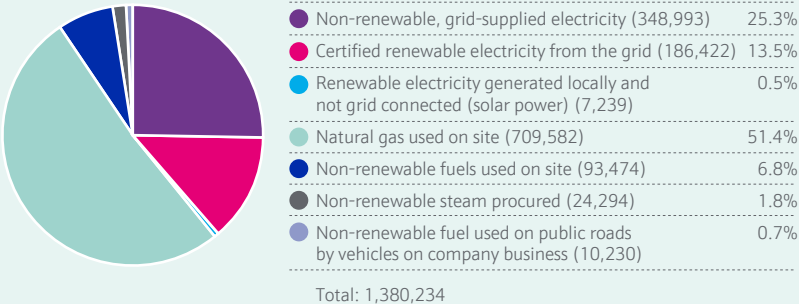 Non-renewable, grid-supplied electricity (348,993) 25.3%
Certified renewable electricity from the grid (186,422) 13.5%
Renewable electricity generated locally and 0.5%
not grid connected (solar power) (7,239)
Natural gas used on site (709,582) 51.4%
Non-renewable fuels used on site (93,474) 6.8%
Non-renewable steam procured (24,294) 1.8%
Non-renewable fuel used on public roads 0.7%
by vehicles on company business (10,230)
Total: 1,380,234